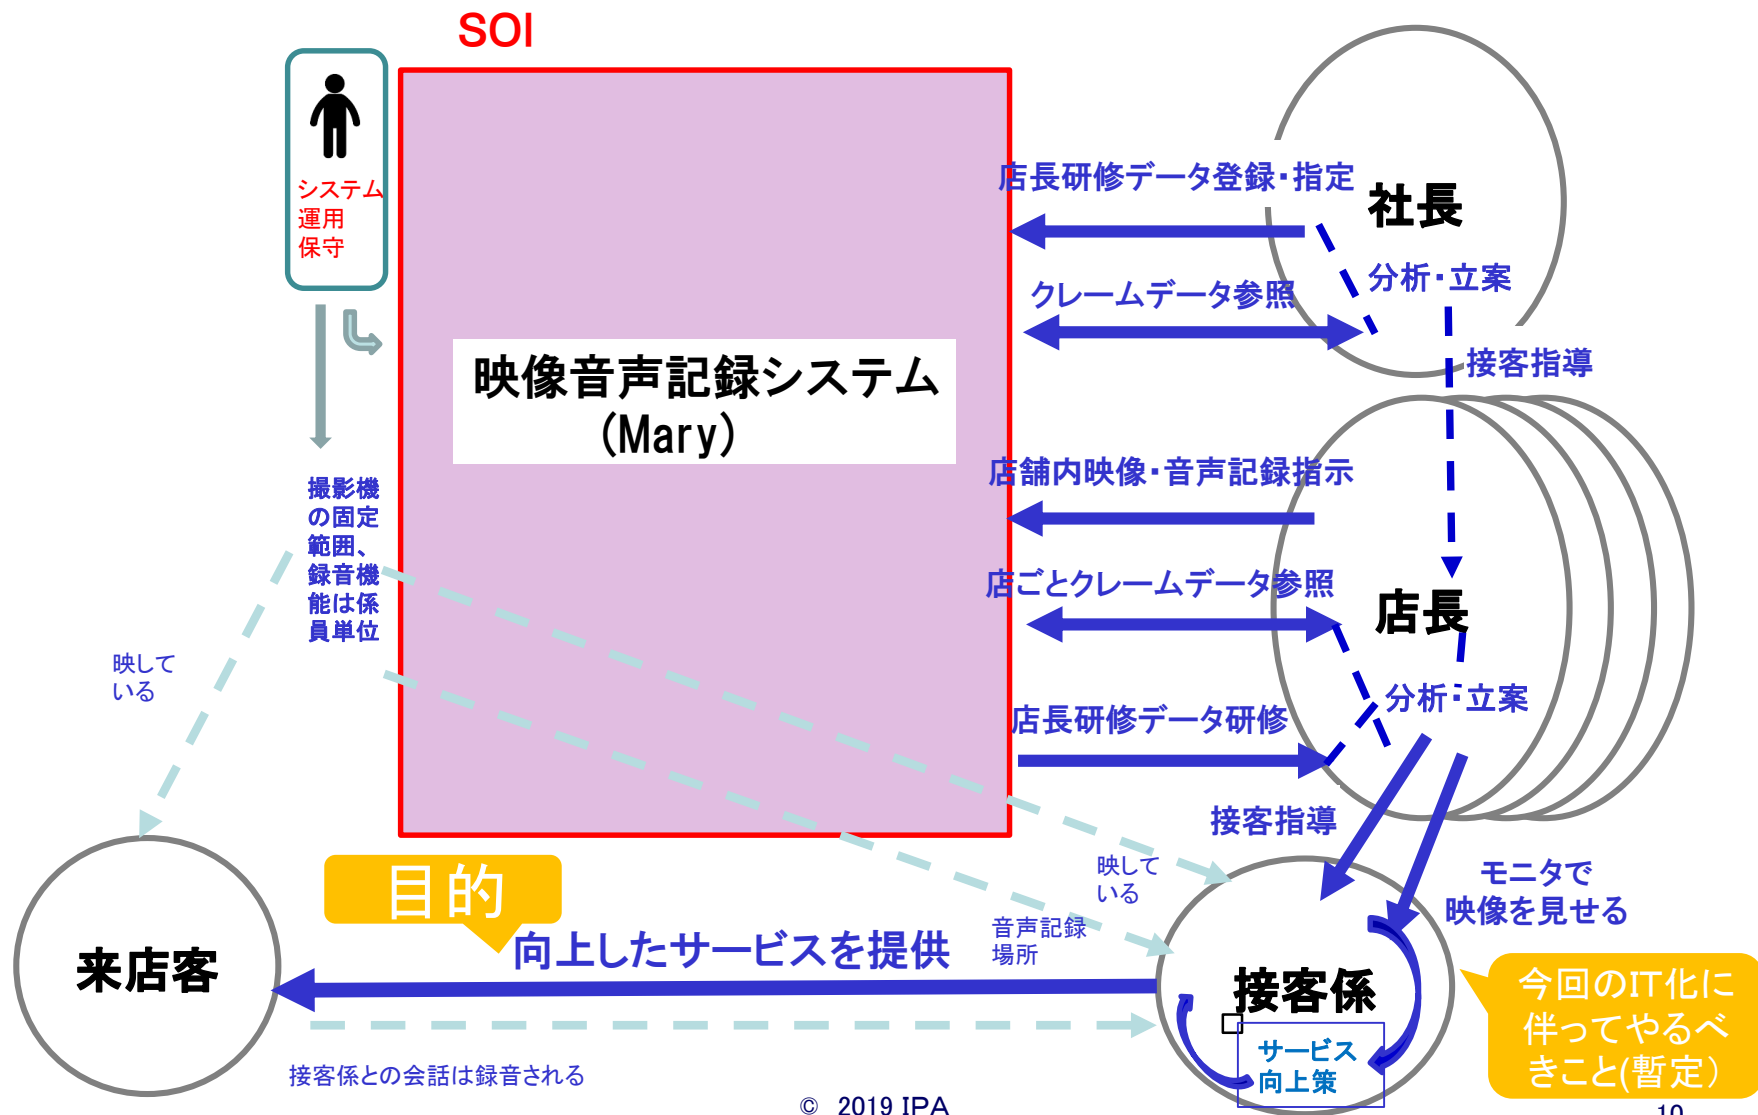 SOI
システム
運用
保守
店長研修データ登録・指定
社長
分析・立案
クレームデータ参照
接客指導
映像音声記録システム
(Mary)
店舗内映像・音声記録指示
撮影機
の固定
範囲、
録音機
能は係
員単位
店ごとクレームデータ参照
店長
映して
いる
分析・立案
店長研修データ研修
接客指導
映して
いる
モニタで
映像を見せる
目的
音声記録
場所
向上したサービスを提供
来店客
接客係
今回のIT化に
伴ってやるべ
きこと(暫定)
サービス
向上策
接客係との会話は録音される
© 2019 IPA
10